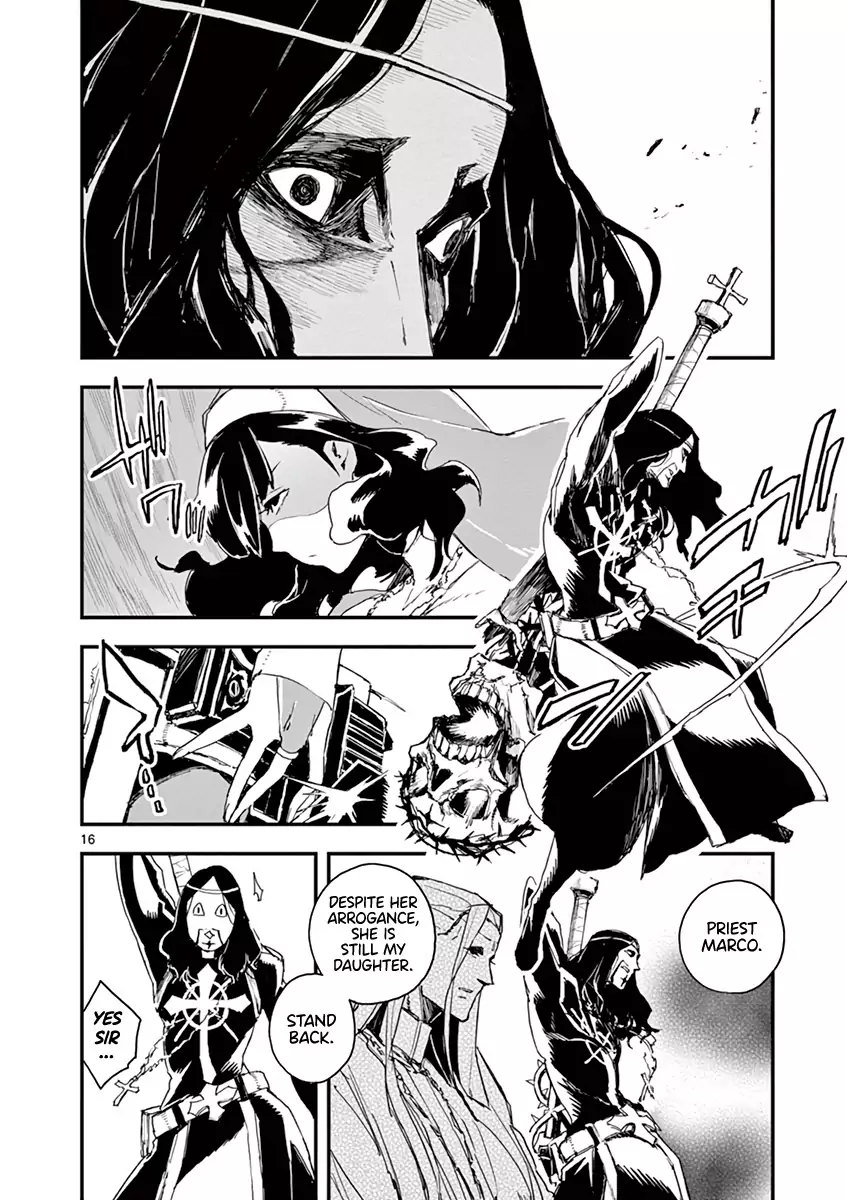 16
PRIEST
MARCO.
DESPITE HER
ARROGANCE,
SHE IS
STILL MY
DAUGHTER.
STAND
BACK.
YES
SIR
...